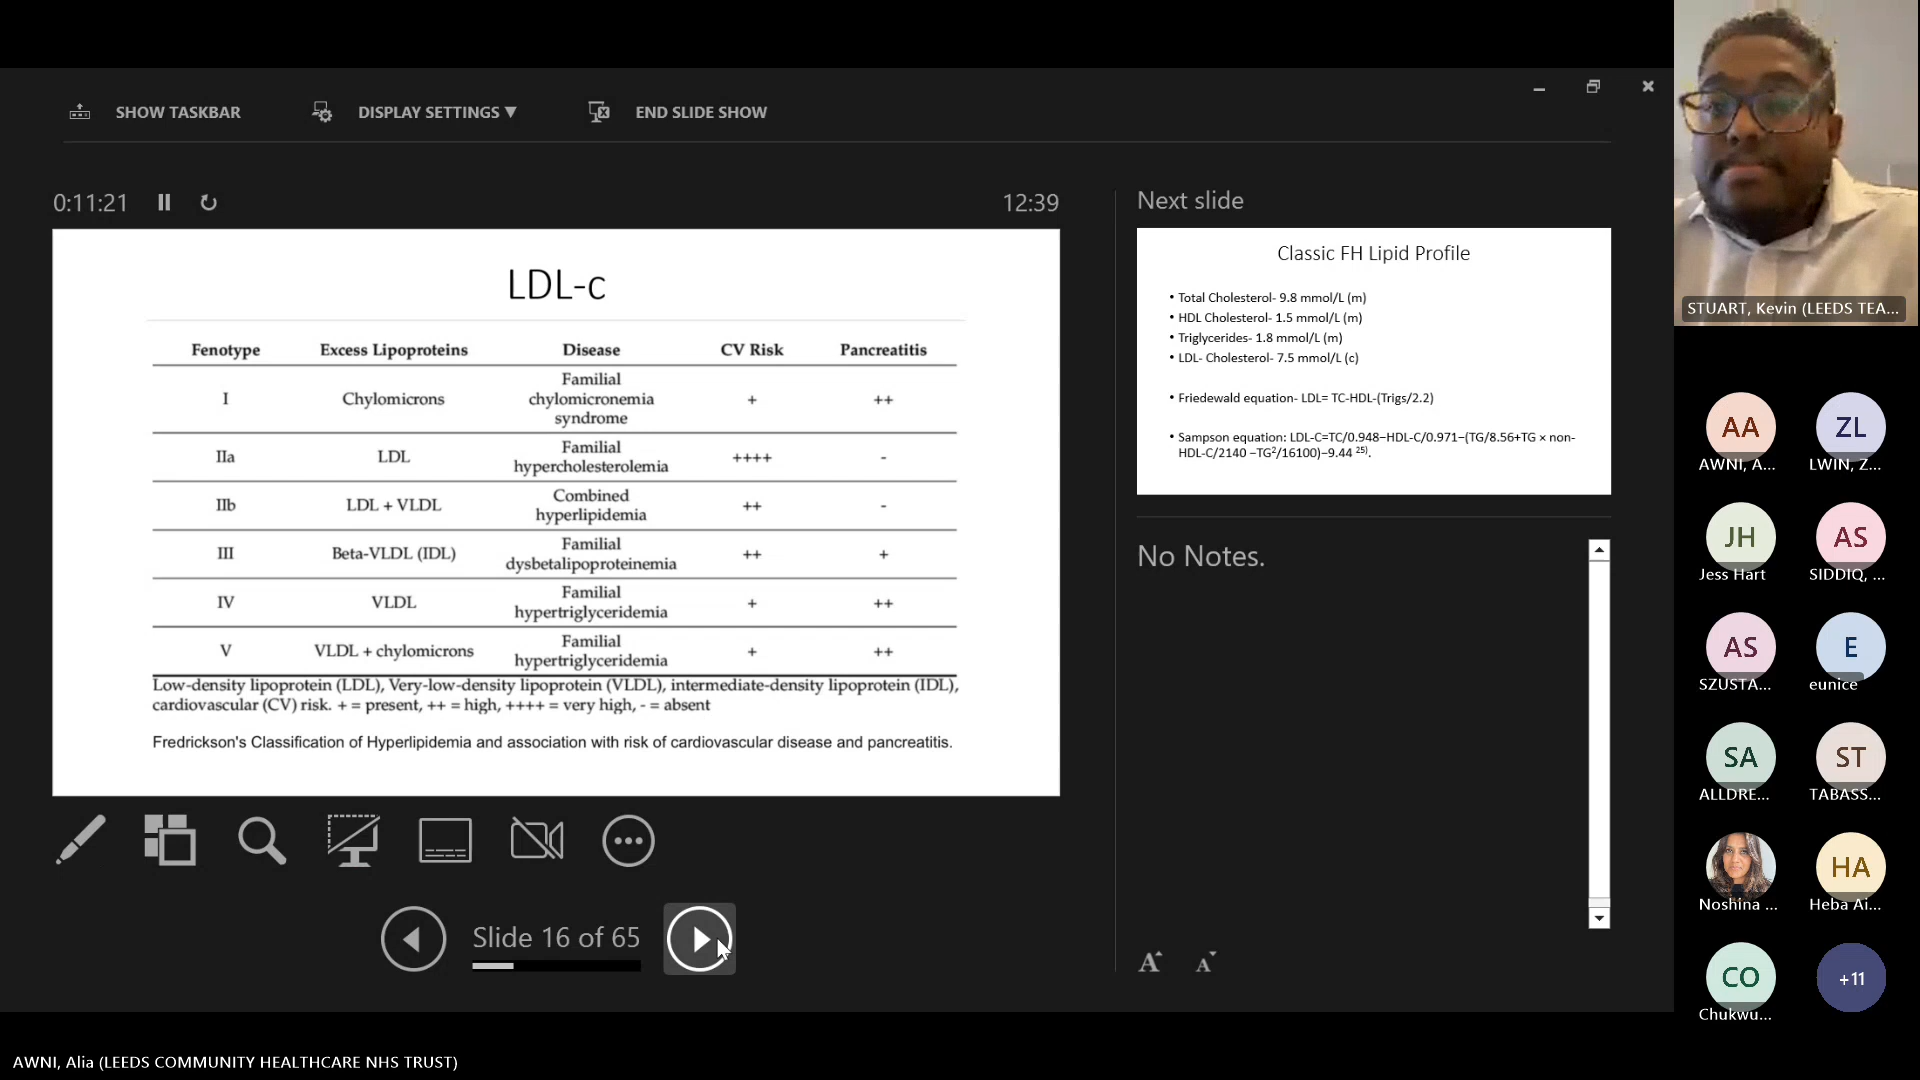 SHOW TASKBAR
DISPLAY SETTINGS ▼
END SLIDE SHOW
0:11:21
12:39
LDL-c
Fenotype Excess Lipoproteins Disease CV Risk Pancreatitis
I Chylomicrons Familial chylomicronemia syndrome + ++
IIa LDL Familial hypercholesterolemia ++++ -
IIb LDL + VLDL Combined hyperlipidemia ++ -
III Beta-VLDL (IDL) Familial dysbetalipoproteinemia ++ +
IV VLDL Familial hypertriglyceridemia + ++
V VLDL + chylomicrons Familial hypertriglyceridemia + ++
Low-density lipoprotein (LDL), Very-low-density lipoprotein (VLDL), intermediate-density lipoprotein (IDL),
cardiovascular (CV) risk. + = present, ++ = high, ++++ = very high, - = absent
Fredrickson's Classification of Hyperlipidemia and association with risk of cardiovascular disease and pancreatitis.
Slide 16 of 65
Next slide
Classic FH Lipid Profile
• Total Cholesterol- 9.8 mmol/L (m)
• HDL Cholesterol- 1.5 mmol/L (m)
• Triglycerides- 1.8 mmol/L (m)
• LDL- Cholesterol- 7.5 mmol/L (c)
• Friedewald equation- LDL= TC-HDL-(Trigs/2.2)
• Sampson equation: LDL-C=TC/0.948−HDL-C/0.971−(TG/8.56+TG × non-
HDL-C/2140 −TG²/16100)−9.44 ²⁵⁾.
No Notes.
A A
STUART, Kevin (LEEDS TEA...
AA ZL
AWNI, A... LWIN, Z...
JH AS
Jess Hart SIDDIQ, ...
AS E
SZUSTA... eunice
SA ST
ALLDRE... TABASS...
HA
Noshina ... Heba Ai...
CO +11
Chukwu...
AWNI, Alia (LEEDS COMMUNITY HEALTHCARE NHS TRUST)